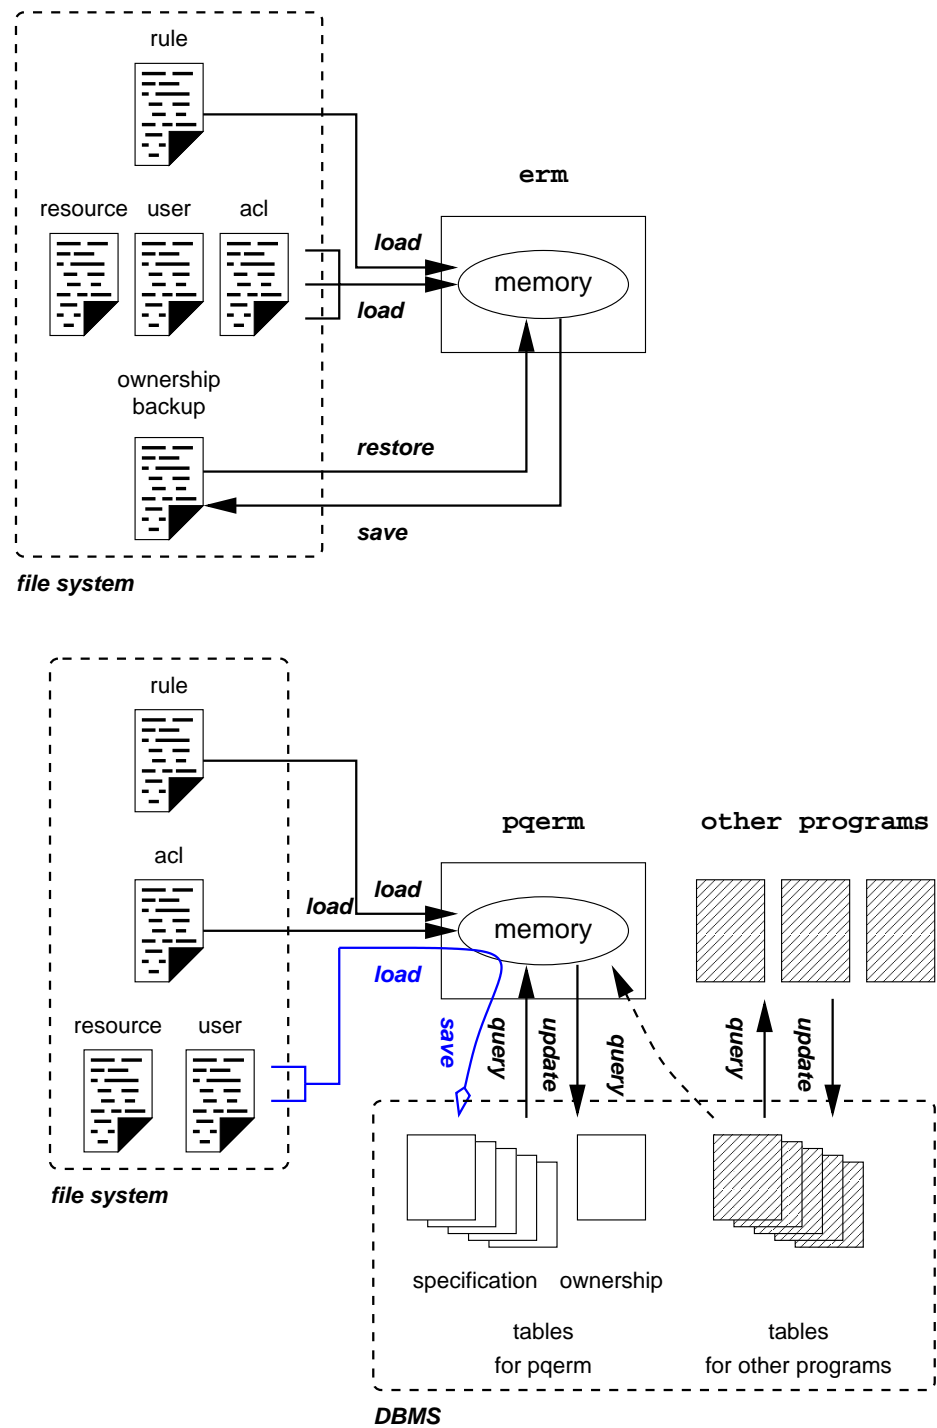 rule
erm
resource user acl
load
memory
load
ownership
backup
restore
save
file system
rule
pqerm other programs
acl
load
load
memory
load
resource user
save query update query query update
file system
specification ownership
tables tables
for pqerm for other programs
DBMS